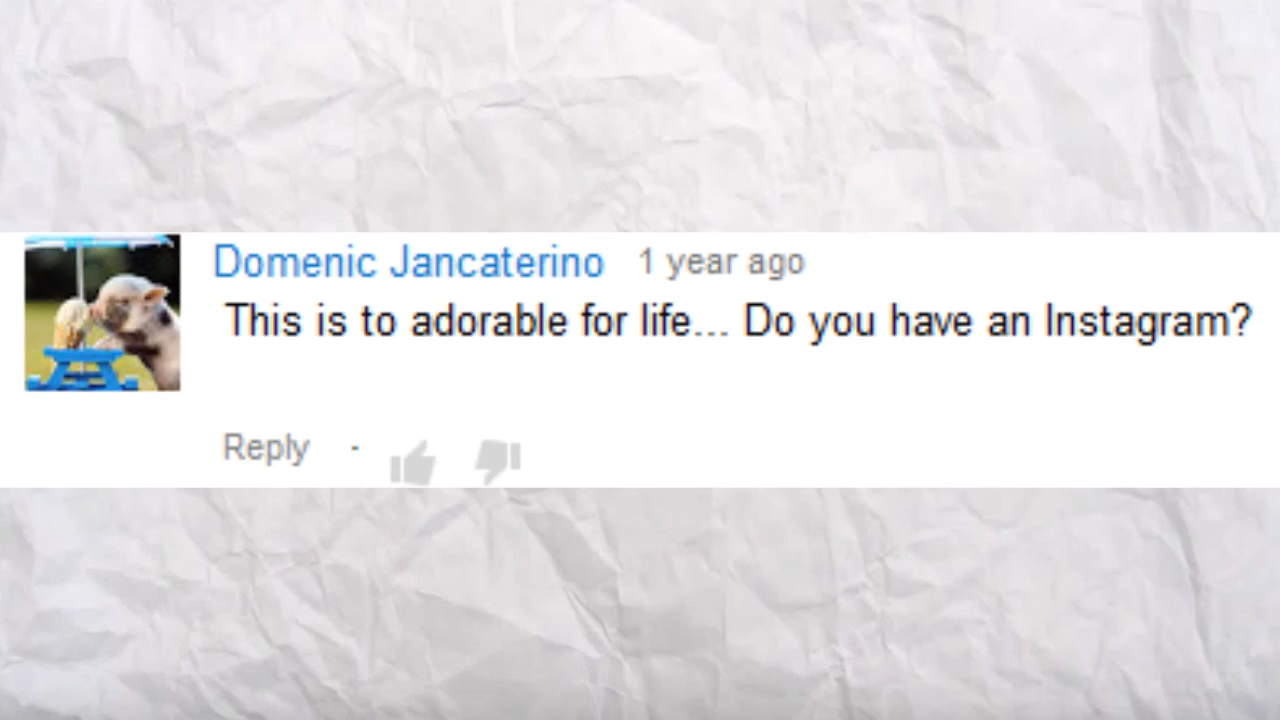 Domenic Jancaterino 1 year ago
This is to adorable for life... Do you have an Instagram?
Reply -